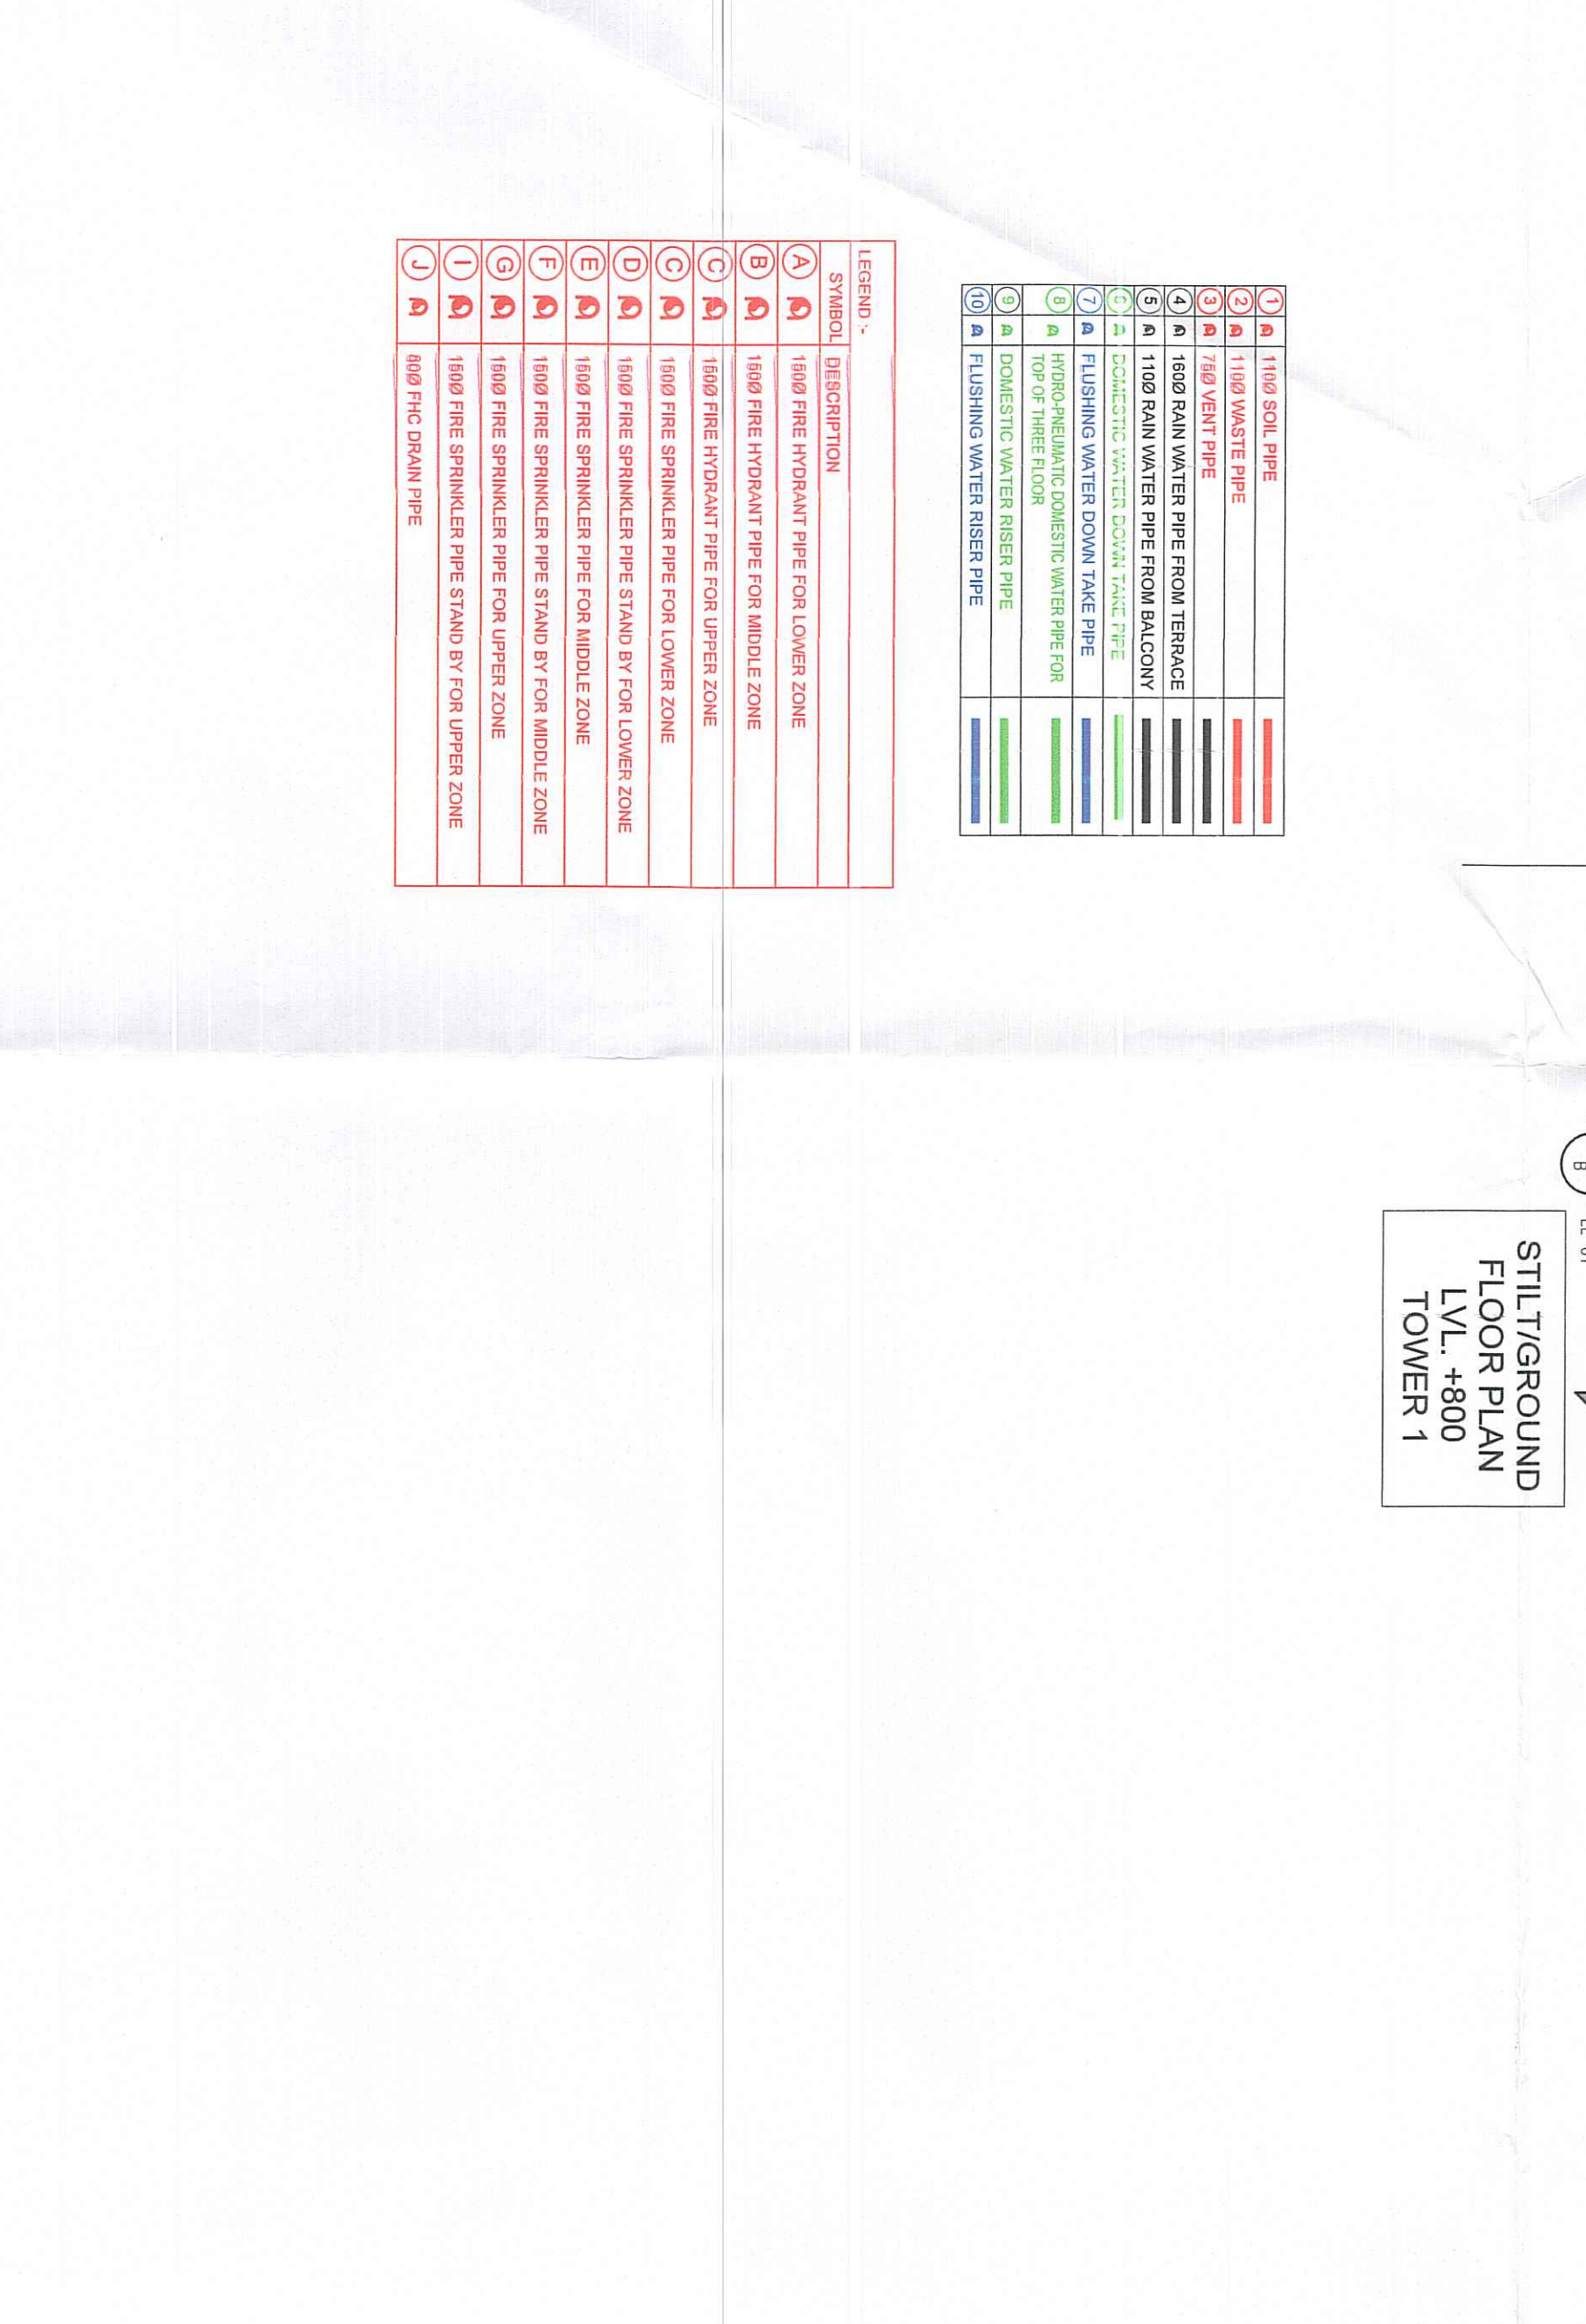 1 110Ø SOIL PIPE
2 110Ø WASTE PIPE
3 75Ø VENT PIPE
4 160Ø RAIN WATER PIPE FROM TERRACE
5 110Ø RAIN WATER PIPE FROM BALCONY
6 DOMESTIC WATER DOWN TAKE PIPE
7 FLUSHING WATER DOWN TAKE PIPE
8 HYDRO-PNEUMATIC DOMESTIC WATER PIPE FOR
TOP OF THREE FLOOR
9 DOMESTIC WATER RISER PIPE
10 FLUSHING WATER RISER PIPE
LEGEND :-
SYMBOL DESCRIPTION
A 150Ø FIRE HYDRANT PIPE FOR LOWER ZONE
B 150Ø FIRE HYDRANT PIPE FOR MIDDLE ZONE
C 150Ø FIRE HYDRANT PIPE FOR UPPER ZONE
C 150Ø FIRE SPRINKLER PIPE FOR LOWER ZONE
D 150Ø FIRE SPRINKLER PIPE STAND BY FOR LOWER ZONE
E 150Ø FIRE SPRINKLER PIPE FOR MIDDLE ZONE
F 150Ø FIRE SPRINKLER PIPE STAND BY FOR MIDDLE ZONE
G 150Ø FIRE SPRINKLER PIPE FOR UPPER ZONE
I 150Ø FIRE SPRINKLER PIPE STAND BY FOR UPPER ZONE
J 80Ø FHC DRAIN PIPE
B
STILT/GROUND
FLOOR PLAN
LVL. +800
TOWER 1